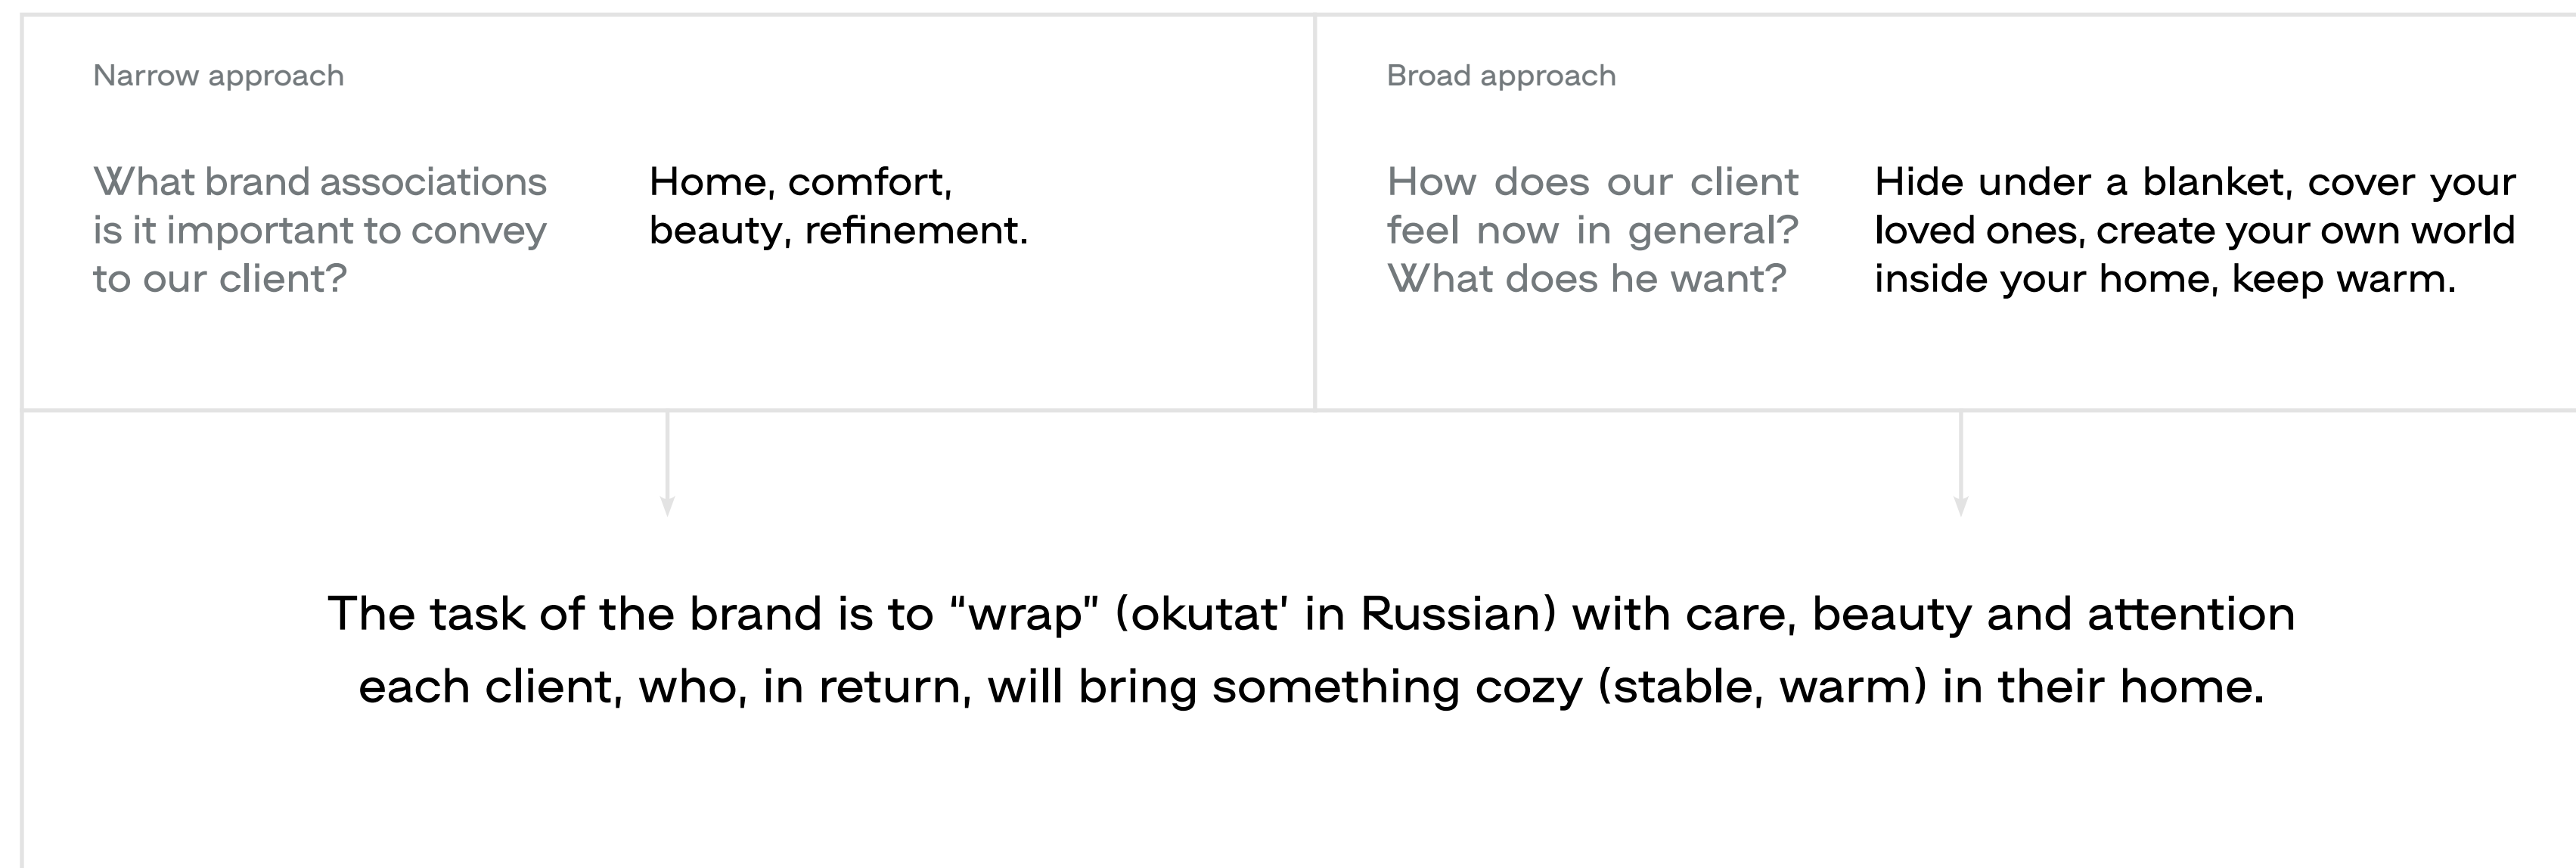 Narrow approach
What brand associations
is it important to convey
to our client?
Home, comfort,
beauty, refinement.
Broad approach
How does our client
feel now in general?
What does he want?
Hide under a blanket, cover your
loved ones, create your own world
inside your home, keep warm.
The task of the brand is to “wrap” (okutat’ in Russian) with care, beauty and attention
each client, who, in return, will bring something cozy (stable, warm) in their home.